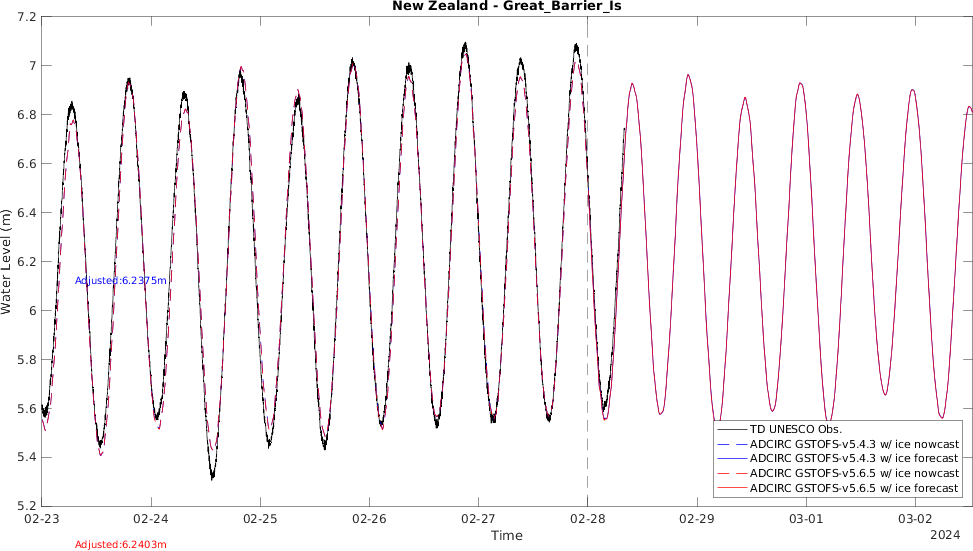 New Zealand - Great_Barrier_Is
7.2
7
6.8
6.6
6.4
6.2
6
5.8
5.6
5.4
5.2
Water Level (m)
Adjusted:6.2375m
TD UNESCO Obs.
ADCIRC GSTOFS-v5.4.3 w/ ice nowcast
ADCIRC GSTOFS-v5.4.3 w/ ice forecast
ADCIRC GSTOFS-v5.6.5 w/ ice nowcast
ADCIRC GSTOFS-v5.6.5 w/ ice forecast
02-23 02-24 02-25 02-26 02-27 02-28 02-29 03-01 03-02
Time
2024
Adjusted:6.2403m